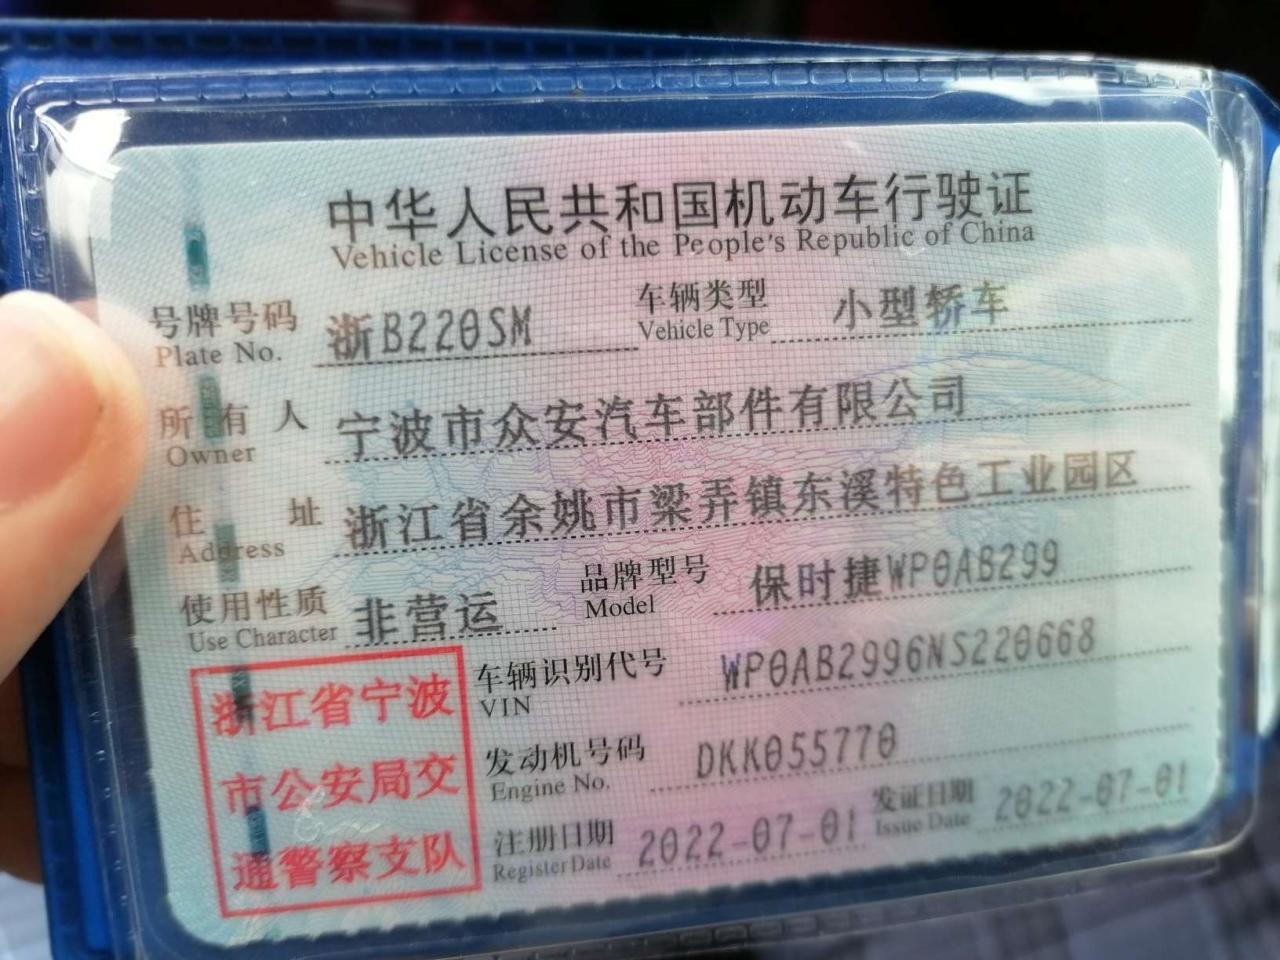 中华人民共和国机动车行驶证
Vehicle License of the People's Republic of China
号牌号码 浙B220SM 车辆类型 小型轿车
Plate No. Vehicle Type
所有人 宁波市众安汽车部件有限公司
Owner
住址 浙江省余姚市梁弄镇东溪特色工业园区
Address
使用性质 非营运 品牌型号 保时捷WP0AB299
Use Character Model
浙江省宁波
市公安局交
通警察支队
车辆识别代号 WP0AB2996NS220668
VIN
发动机号码 DKK055770
Engine No.
注册日期 2022-07-01 发证日期 2022-07-01
Register Date Issue Date